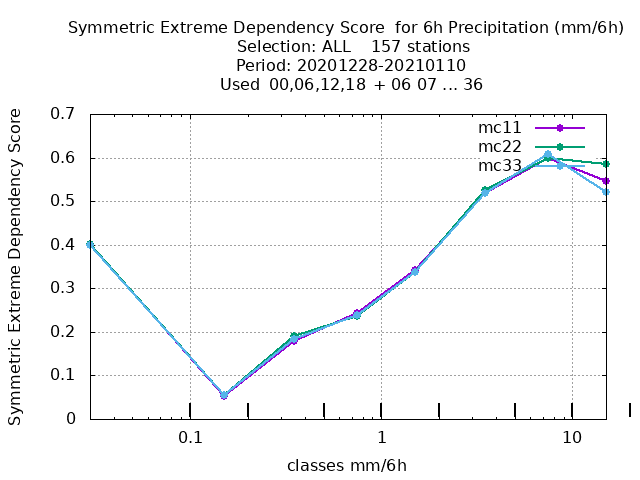 Symmetric Extreme Dependency Score  for 6h Precipitation (mm/6h)
Selection: ALL    157 stations
Period: 20201228-20210110
Used  00,06,12,18  + 06 07 ... 36
0.7
0.6
0.5
0.4
0.3
0.2
0.1
0
Symmetric Extreme Dependency Score
mc11
mc22
mc33
0.1
1
10
classes mm/6h